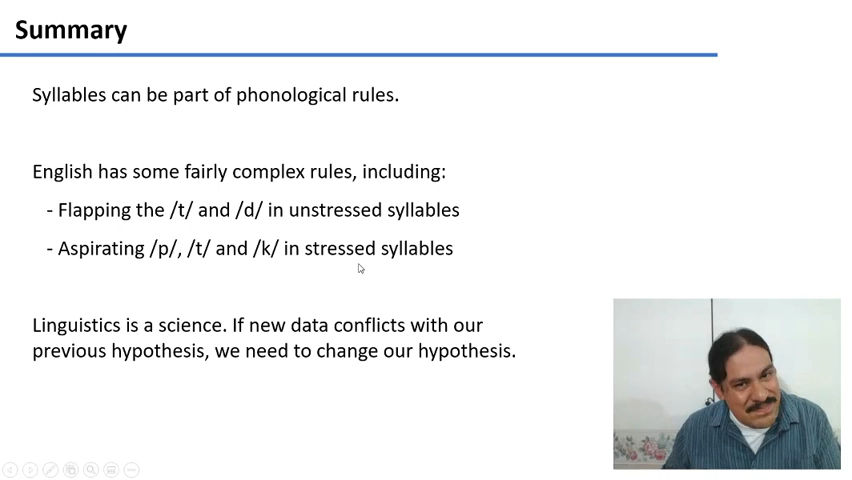 Summary
Syllables can be part of phonological rules.
English has some fairly complex rules, including:
- Flapping the /t/ and /d/ in unstressed syllables
- Aspirating /p/, /t/ and /k/ in stressed syllables
Linguistics is a science. If new data conflicts with our
previous hypothesis, we need to change our hypothesis.